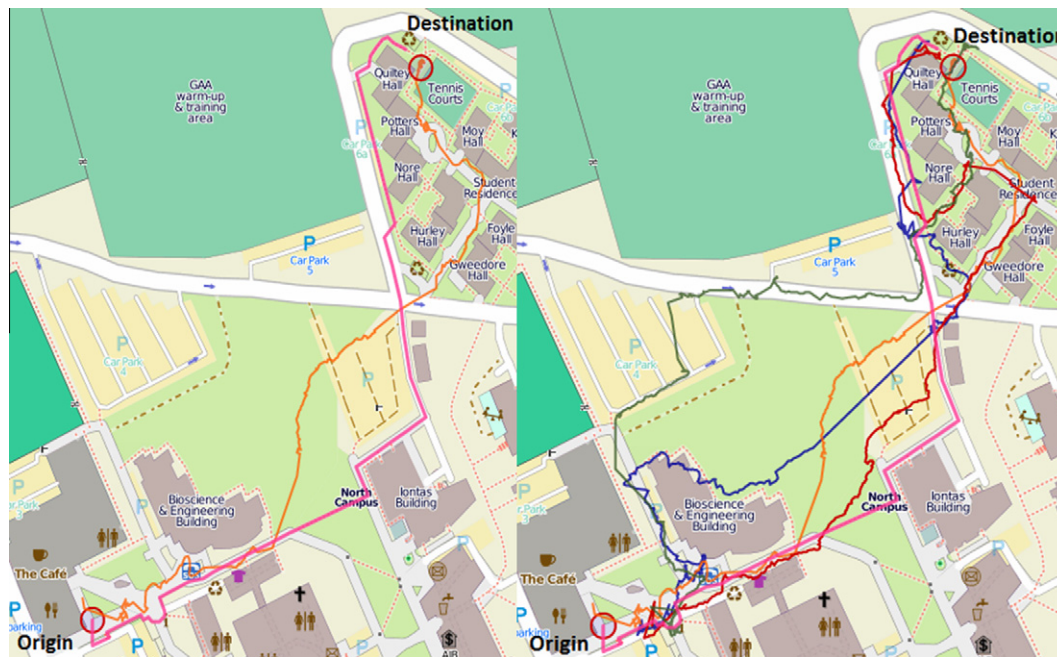 Destination
GAA
warm-up
& training
area
Quiltey
Hall
Tennis
Courts
P
Car Park
6a
Potters
Hall
Moy
Hall
Nore
Hall
Student
Residence
Hurley
Hall
Foyle
Hall
Gweedore
Hall
P
Car Park
5
P
Car Park
4
P
P
Bioscience
& Engineering
Building
North
Campus
Iontas
Building
The Café
P
parking
Origin
P
$
AIB
Destination
GAA
warm-up
& training
area
Quiltey
Hall
Tennis
Courts
Car Park
6b
Potters
Hall
Moy
Hall
Nore
Hall
Student
Residence
Hurley
Hall
Foyle
Hall
Gweedore
Hall
P
Car Park
5
P
Car Park
4
P
P
Bioscience
& Engineering
Building
North
Campus
Iontas
Building
The Café
P
parking
Origin
P
$
AIB